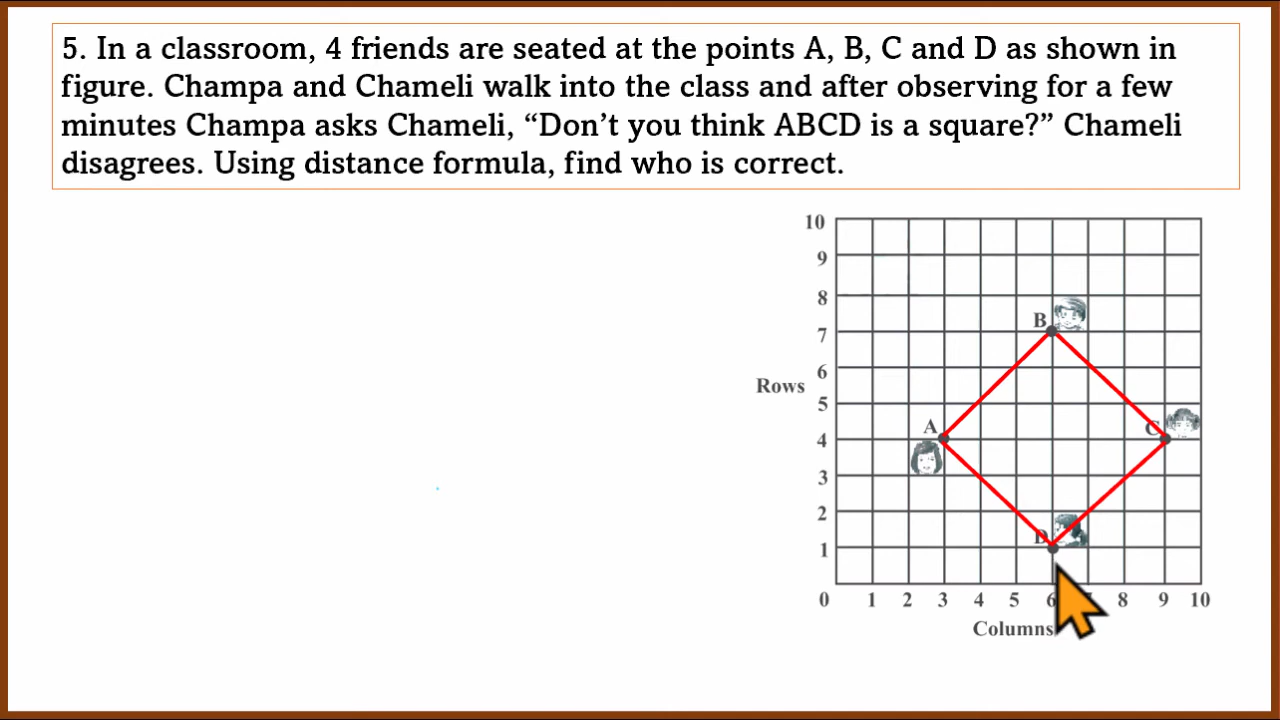 5. In a classroom, 4 friends are seated at the points A, B, C and D as shown in
figure. Champa and Chameli walk into the class and after observing for a few
minutes Champa asks Chameli, “Don’t you think ABCD is a square?” Chameli
disagrees. Using distance formula, find who is correct.
10
9
8
B
7
6
Rows
5
A
C
4
3
2
D
1
0 1 2 3 4 5 6 8 9 10
Columns